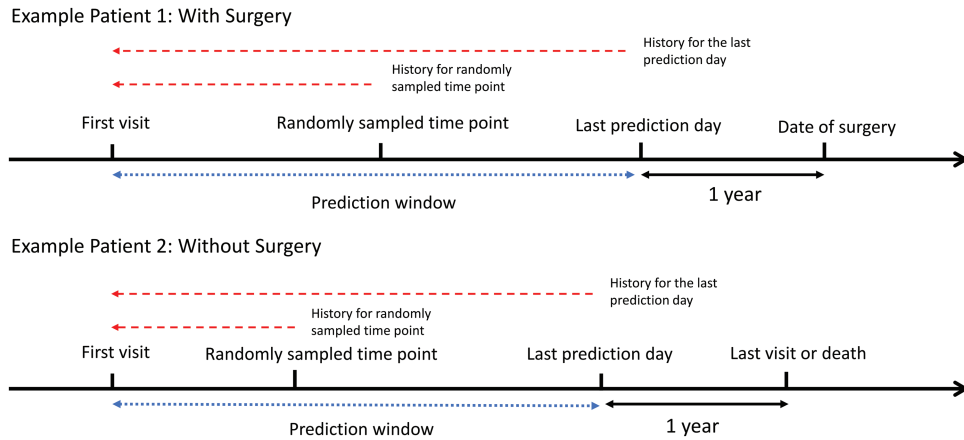 Example Patient 1: With Surgery
History for the last
prediction day
History for randomly
sampled time point
First visit
Randomly sampled time point
Last prediction day
Date of surgery
Prediction window
1 year
Example Patient 2: Without Surgery
History for the last
prediction day
History for randomly
sampled time point
First visit
Randomly sampled time point
Last prediction day
Last visit or death
Prediction window
1 year